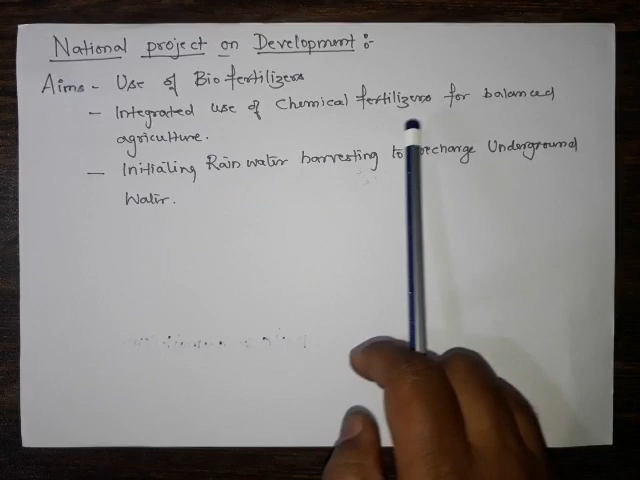 National project on Development :-
Aims - Use of Bio fertilizers
- Integrated use of Chemical fertilizers for balanced
agriculture.
- Initiating Rain water harvesting to recharge Underground
Water.